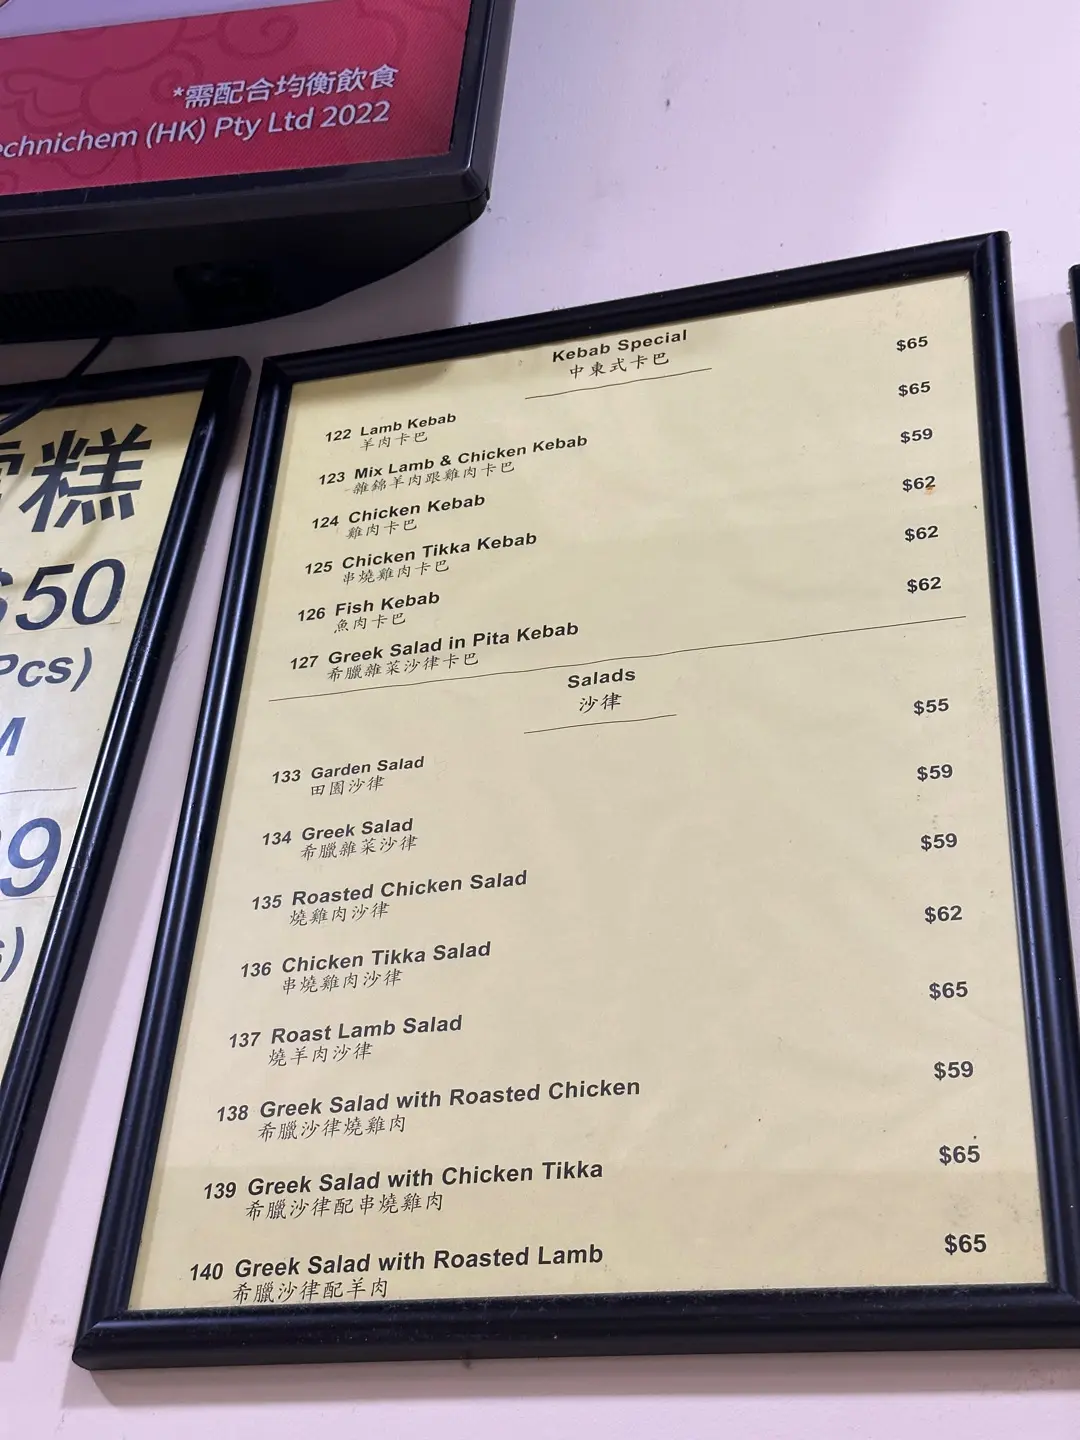 *需配合均衡飲食
echnichem (HK) Pty Ltd 2022
糕
$50
Pcs)
M
9
Kebab Special
中東式卡巴
122 Lamb Kebab $65
羊肉卡巴
123 Mix Lamb & Chicken Kebab $65
雜錦羊肉跟雞肉卡巴
124 Chicken Kebab $59
雞肉卡巴
125 Chicken Tikka Kebab $62
串燒雞肉卡巴
126 Fish Kebab $62
魚肉卡巴
127 Greek Salad in Pita Kebab $62
希臘雜菜沙律卡巴
Salads
沙律
133 Garden Salad $55
田園沙律
134 Greek Salad $59
希臘雜菜沙律
135 Roasted Chicken Salad $59
燒雞肉沙律
136 Chicken Tikka Salad $62
串燒雞肉沙律
137 Roast Lamb Salad $65
燒羊肉沙律
138 Greek Salad with Roasted Chicken $59
希臘沙律燒雞肉
139 Greek Salad with Chicken Tikka $65
希臘沙律配串燒雞肉
140 Greek Salad with Roasted Lamb $65
希臘沙律配羊肉